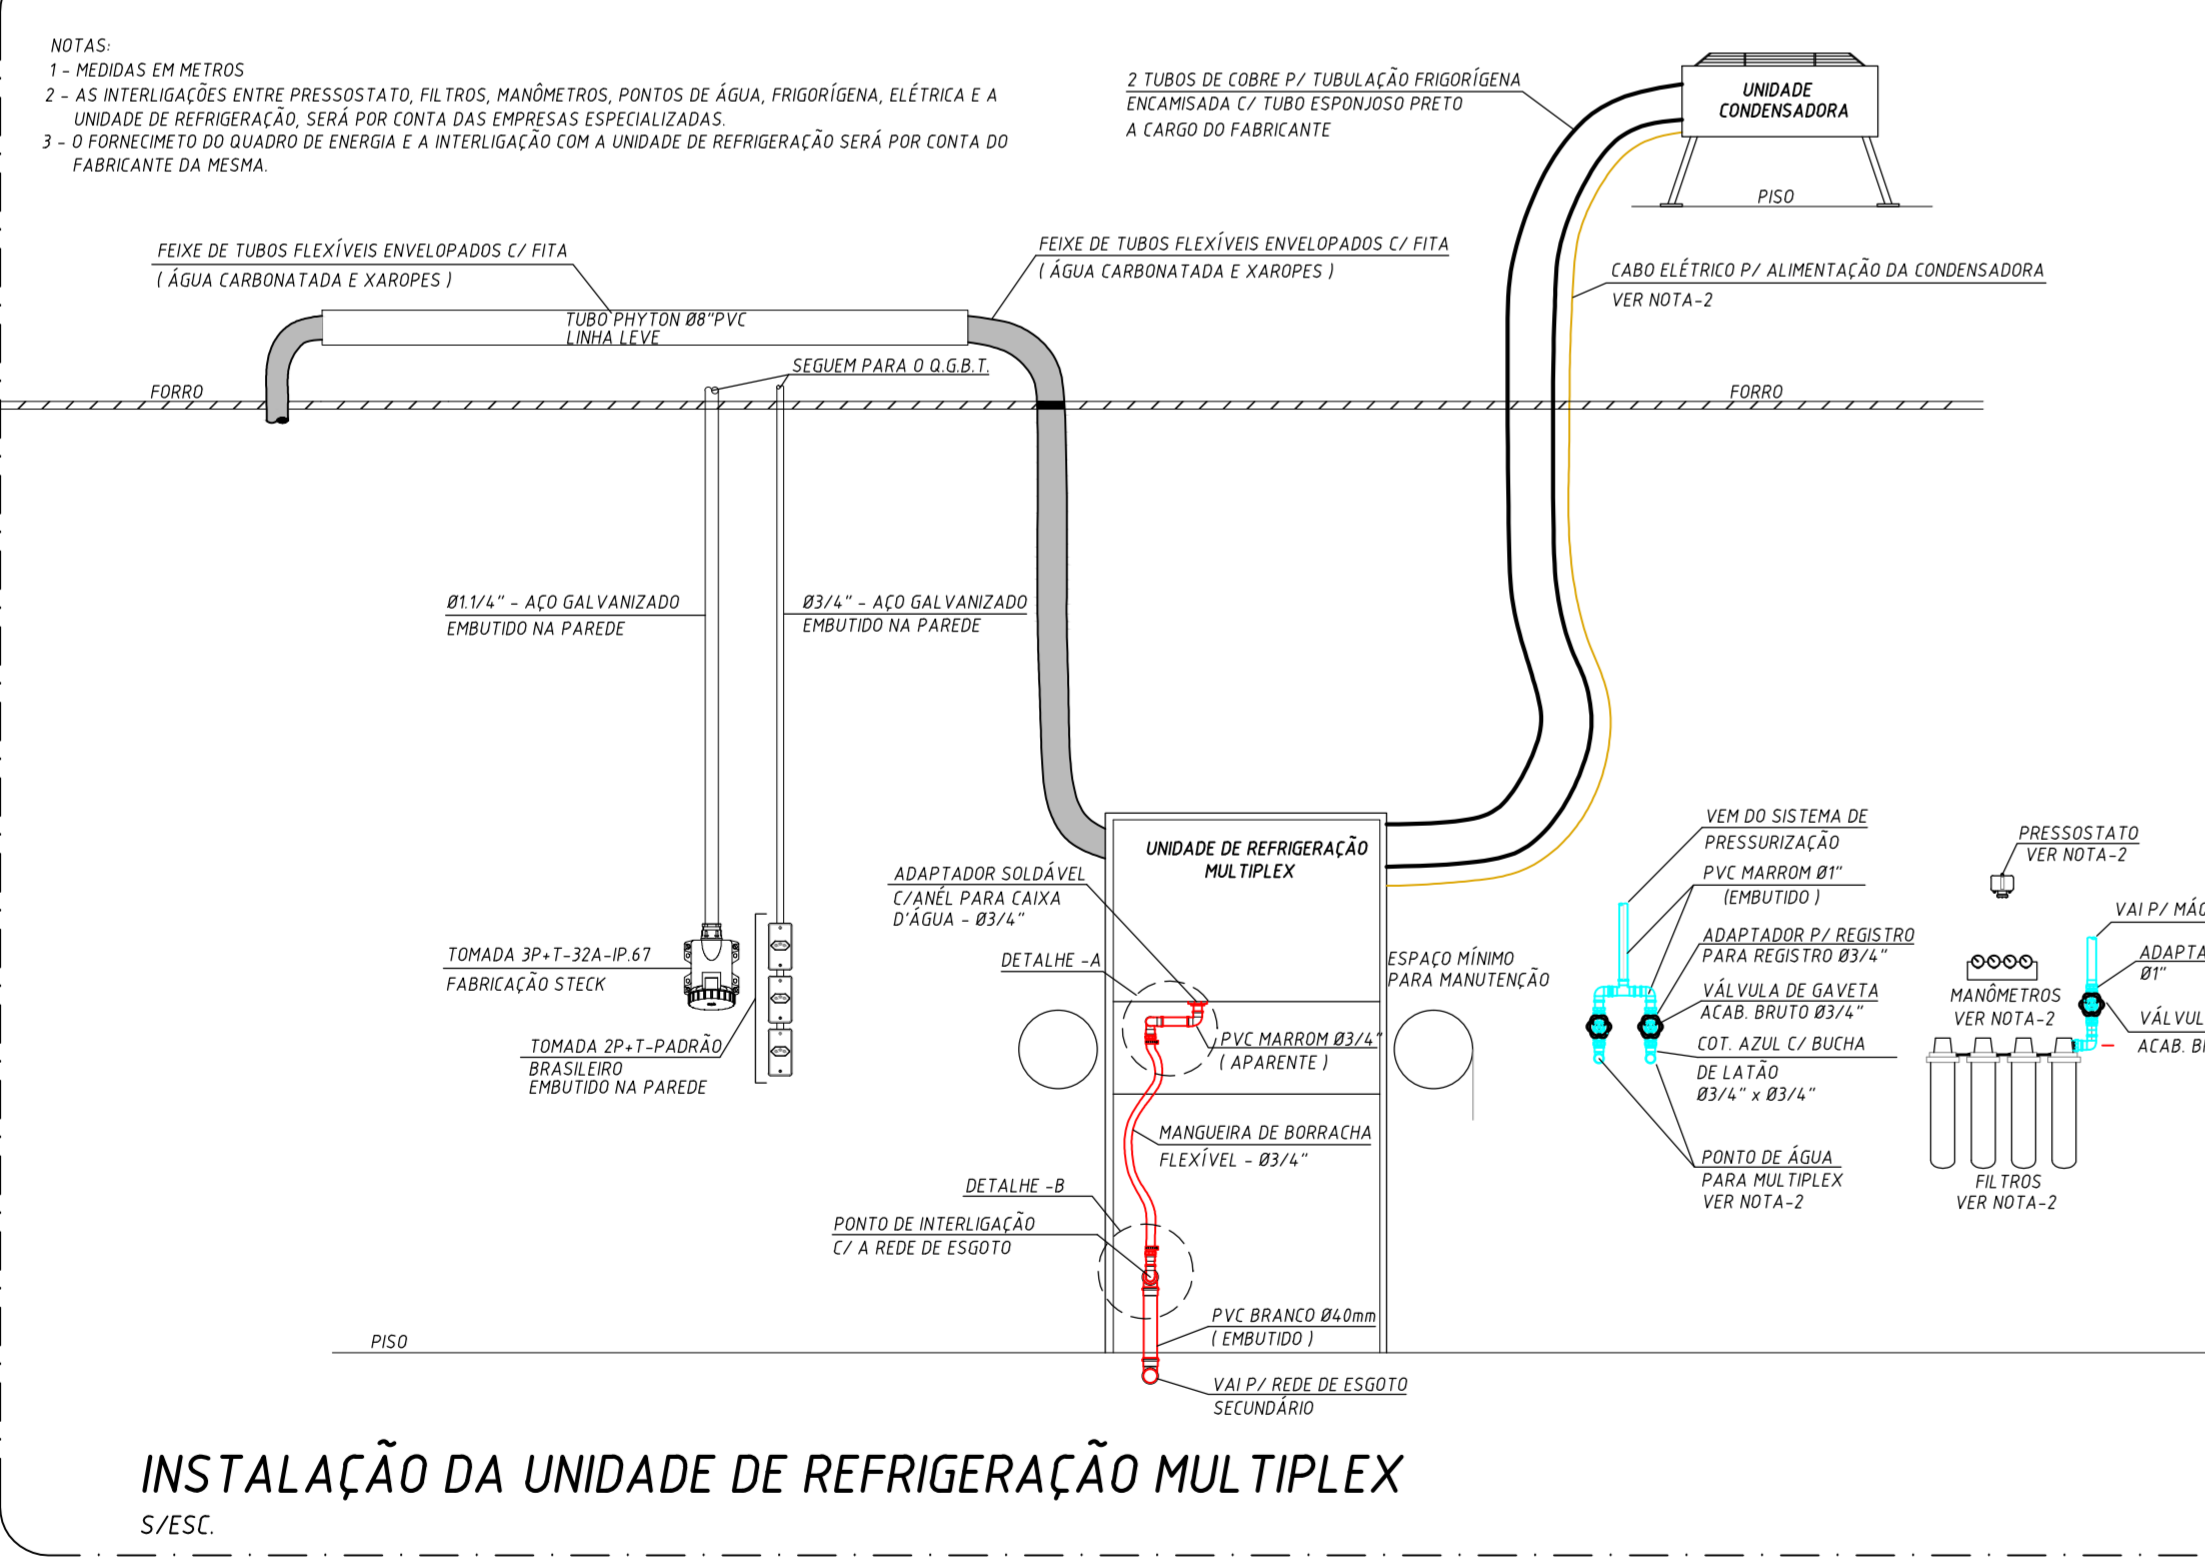 NOTAS:
1 - MEDIDAS EM METROS
2 - AS INTERLIGAÇÕES ENTRE PRESSOSTATO, FILTROS, MANÔMETROS, PONTOS DE ÁGUA, FRIGORÍGENA, ELÉTRICA E A
UNIDADE DE REFRIGERAÇÃO, SERÁ POR CONTA DAS EMPRESAS ESPECIALIZADAS.
3 - O FORNECIMETO DO QUADRO DE ENERGIA E A INTERLIGAÇÃO COM A UNIDADE DE REFRIGERAÇÃO SERÁ POR CONTA DO
FABRICANTE DA MESMA.
2 TUBOS DE COBRE P/ TUBULAÇÃO FRIGORÍGENA
ENCAMISADA C/ TUBO ESPONJOSO PRETO
A CARGO DO FABRICANTE
UNIDADE
CONDENSADORA
PISO
FEIXE DE TUBOS FLEXÍVEIS ENVELOPADOS C/ FITA
( ÁGUA CARBONATADA E XAROPES )
FEIXE DE TUBOS FLEXÍVEIS ENVELOPADOS C/ FITA
( ÁGUA CARBONATADA E XAROPES )
CABO ELÉTRICO P/ ALIMENTAÇÃO DA CONDENSADORA
VER NOTA-2
TUBO PHYTON Ø8"PVC
LINHA LEVE
SEGUEM PARA O Q.G.B.T.
FORRO
FORRO
Ø1.1/4" - AÇO GALVANIZADO
EMBUTIDO NA PAREDE
Ø3/4" - AÇO GALVANIZADO
EMBUTIDO NA PAREDE
UNIDADE DE REFRIGERAÇÃO
MULTIPLEX
ADAPTADOR SOLDÁVEL
C/ANÉL PARA CAIXA
D'ÁGUA - Ø3/4"
DETALHE -A
ESPAÇO MÍNIMO
PARA MANUTENÇÃO
TOMADA 3P+T-32A-IP.67
FABRICAÇÃO STECK
TOMADA 2P+T-PADRÃO
BRASILEIRO
EMBUTIDO NA PAREDE
PVC MARROM Ø3/4"
( APARENTE )
MANGUEIRA DE BORRACHA
FLEXÍVEL - Ø3/4"
DETALHE -B
PONTO DE INTERLIGAÇÃO
C/ A REDE DE ESGOTO
PVC BRANCO Ø40mm
( EMBUTIDO )
PISO
VAI P/ REDE DE ESGOTO
SECUNDÁRIO
VEM DO SISTEMA DE
PRESSURIZAÇÃO
PVC MARROM Ø1"
(EMBUTIDO )
ADAPTADOR P/ REGISTRO
PARA REGISTRO Ø3/4"
VÁLVULA DE GAVETA
ACAB. BRUTO Ø3/4"
COT. AZUL C/ BUCHA
DE LATÃO
Ø3/4" x Ø3/4"
PONTO DE ÁGUA
PARA MULTIPLEX
VER NOTA-2
PRESSOSTATO
VER NOTA-2
MANÔMETROS
VER NOTA-2
FILTROS
VER NOTA-2
VAI P/
Ø1"
ACAB.
INSTALAÇÃO DA UNIDADE DE REFRIGERAÇÃO MULTIPLEX
S/ESC.